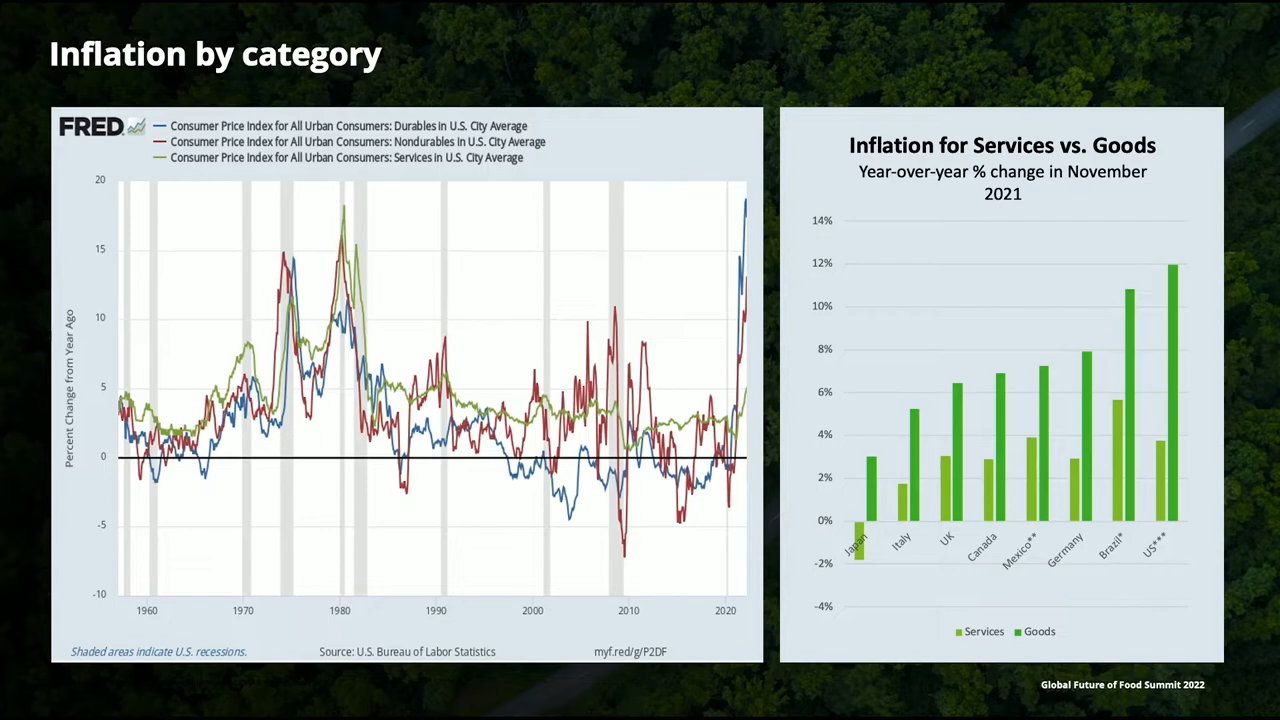 Inflation by category
FRED
Consumer Price Index for All Urban Consumers: Durables in U.S. City Average
Consumer Price Index for All Urban Consumers: Nondurables in U.S. City Average
Consumer Price Index for All Urban Consumers: Services in U.S. City Average
Percent Change from Year Ago
20
15
10
5
0
-5
-10
1960 1970 1980 1990 2000 2010 2020
Shaded areas indicate U.S. recessions.
Source: U.S. Bureau of Labor Statistics
myf.red/g/P2DF
Inflation for Services vs. Goods
Year-over-year % change in November
2021
14%
12%
10%
8%
6%
4%
2%
0%
-2%
-4%
Japan Italy UK Canada Mexico** Germany Brazil* US***
Services Goods
Global Future of Food Summit 2022